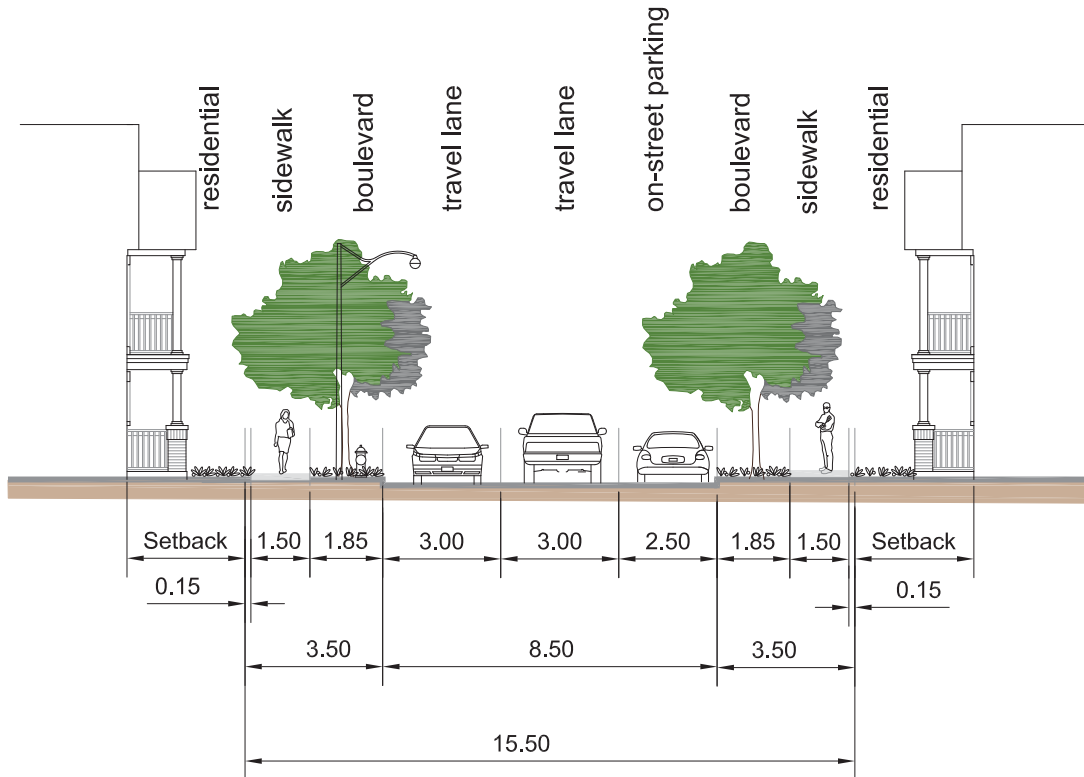 residential
sidewalk
boulevard
travel lane
travel lane
on-street parking
boulevard
sidewalk
residential
Setback
1.50
1.85
3.00
3.00
2.50
1.85
1.50
Setback
0.15
0.15
3.50
8.50
3.50
15.50